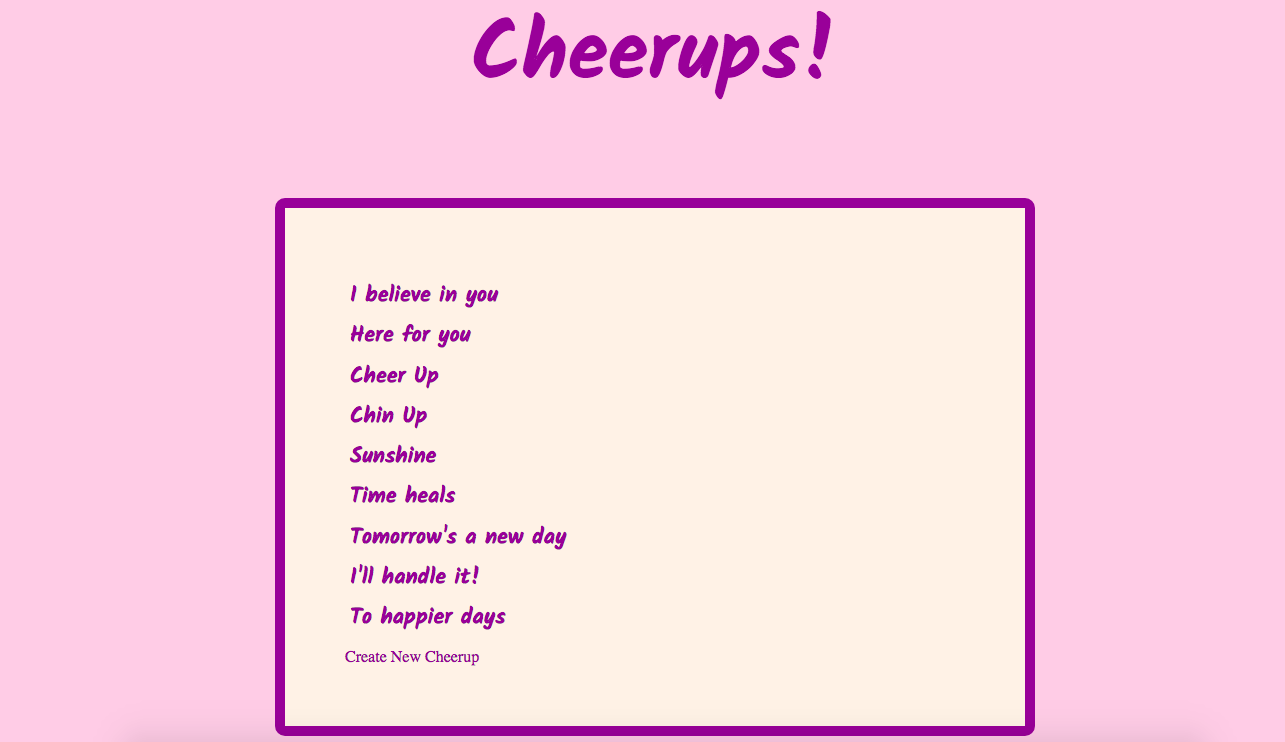 Cheerups!
I believe in you
Here for you
Cheer Up
Chin Up
Sunshine
Time heals
Tomorrow's a new day
I'll handle it!
To happier days
Create New Cheerup